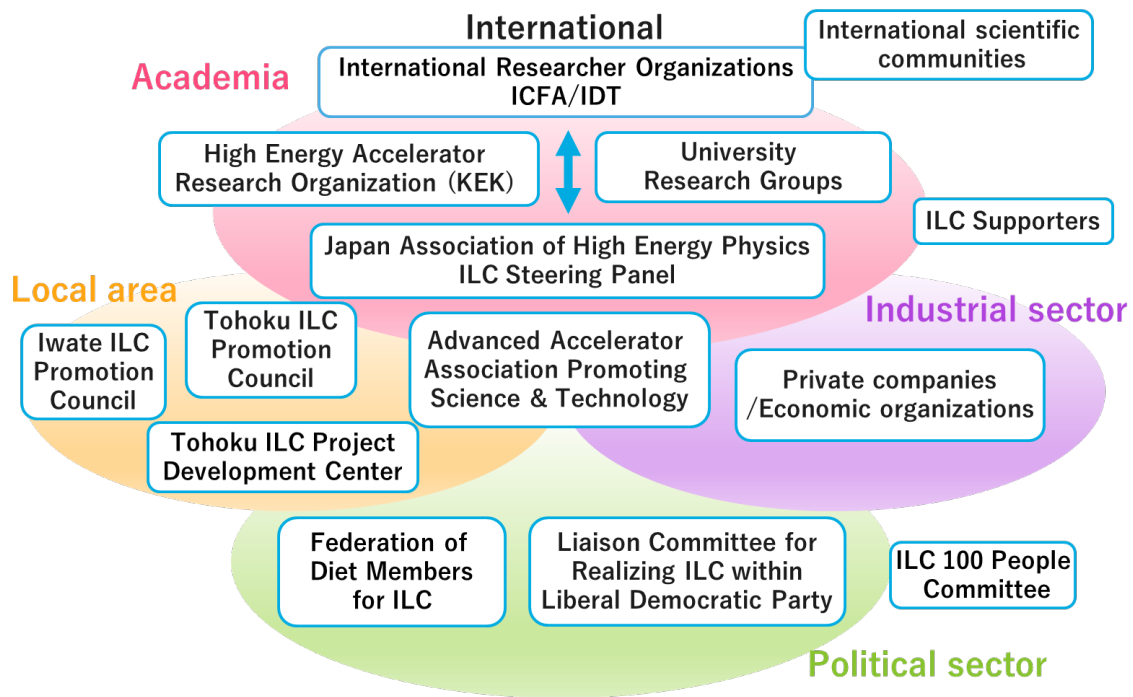 International
International scientific
communities
Academia
International Researcher Organizations
ICFA/IDT
High Energy Accelerator
Research Organization (KEK)
University
Research Groups
ILC Supporters
Japan Association of High Energy Physics
ILC Steering Panel
Local area
Industrial sector
Iwate ILC
Promotion
Council
Tohoku ILC
Promotion
Council
Advanced Accelerator
Association Promoting
Science & Technology
Private companies
/Economic organizations
Tohoku ILC Project
Development Center
Federation of
Diet Members
for ILC
Liaison Committee for
Realizing ILC within
Liberal Democratic Party
ILC 100 People
Committee
Political sector